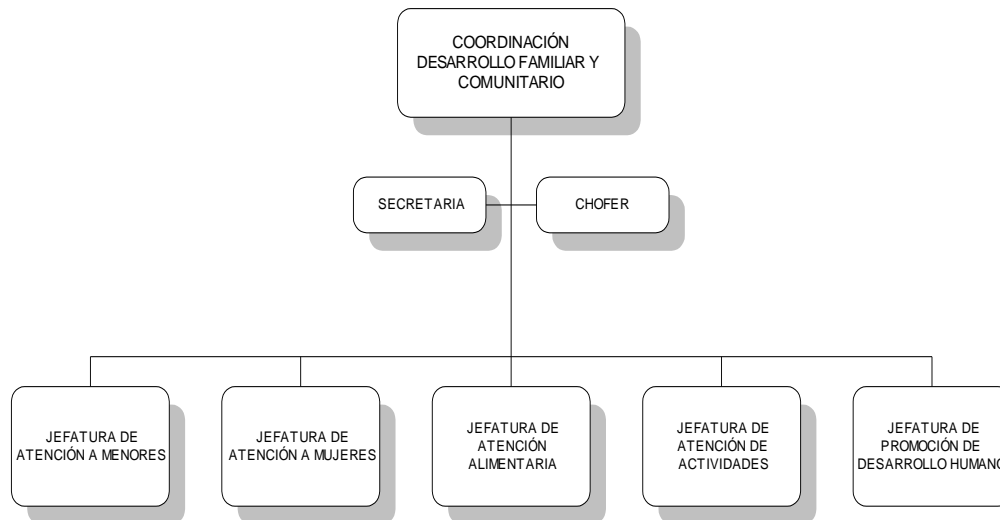 COORDINACIÓN
DESARROLLO FAMILIAR Y
COMUNITARIO
SECRETARIA
CHOFER
JEFATURA DE
ATENCIÓN A MENORES
JEFATURA DE
ATENCIÓN A MUJERES
JEFATURA DE
ATENCIÓN
ALIMENTARIA
JEFATURA DE
ATENCIÓN DE
ACTIVIDADES
JEFATURA DE
PROMOCIÓN DE
DESARROLLO HUMANO